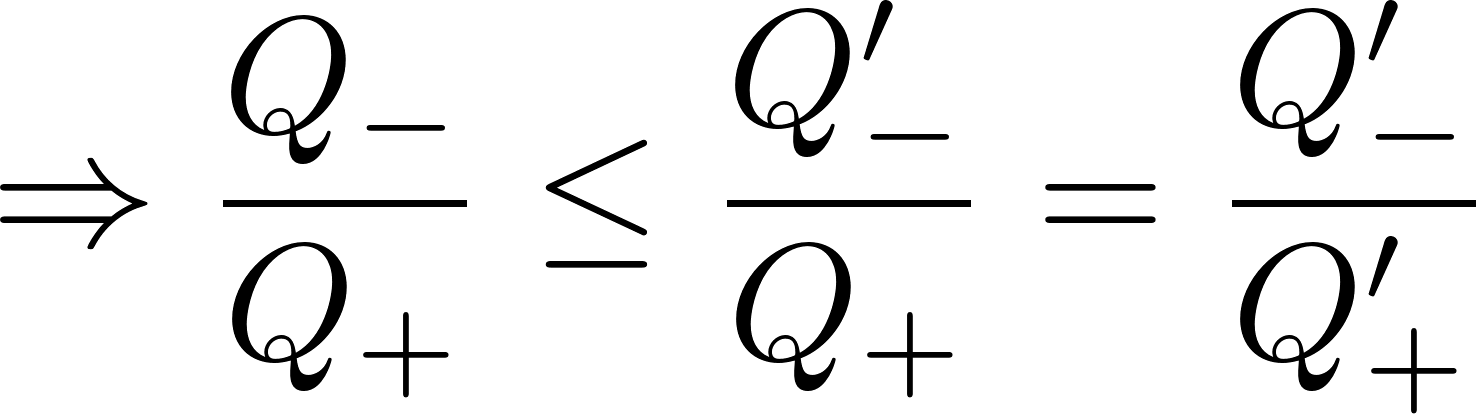 ⇒ Q₋/Q₊ ≤ Q′₋/Q₊ = Q′₋/Q′₊